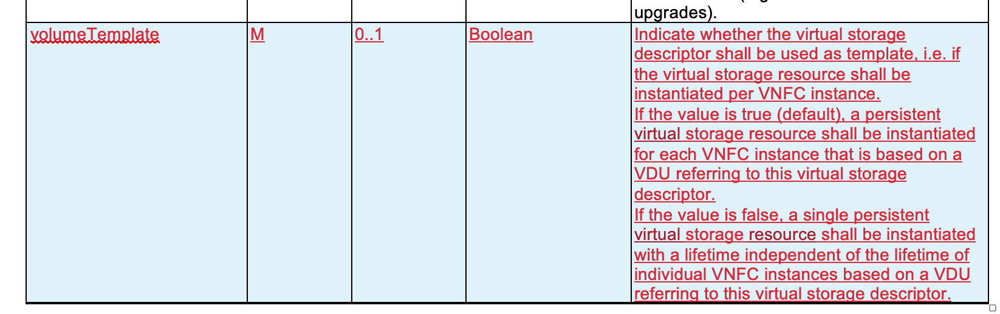 upgrades).
volumeTemplate M 0..1 Boolean Indicate whether the virtual storage
descriptor shall be used as template, i.e. if
the virtual storage resource shall be
instantiated per VNFC instance.
If the value is true (default), a persistent
virtual storage resource shall be instantiated
for each VNFC instance that is based on a
VDU referring to this virtual storage
descriptor.
If the value is false, a single persistent
virtual storage resource shall be instantiated
with a lifetime independent of the lifetime of
individual VNFC instances based on a VDU
referring to this virtual storage descriptor.